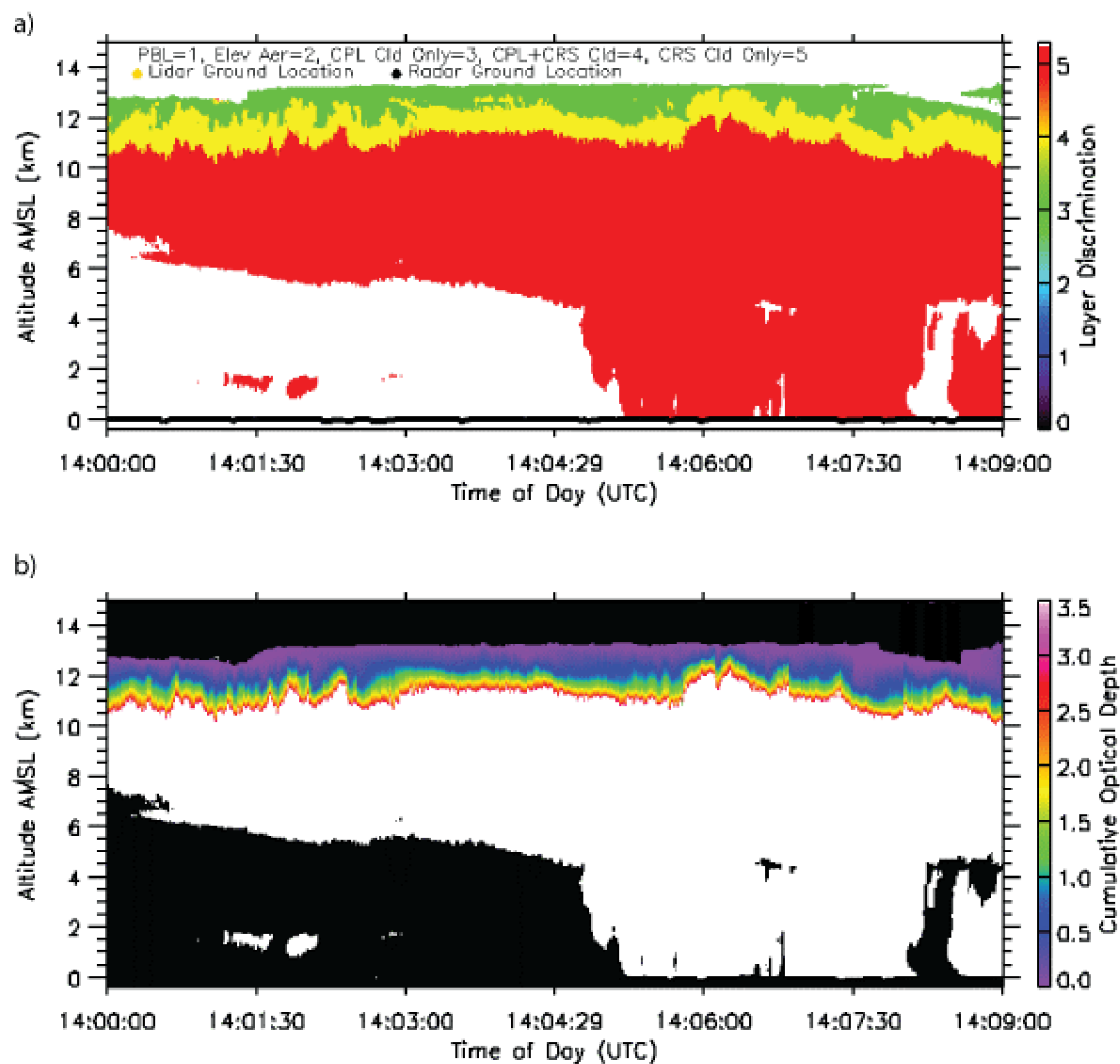 a)
PBL=1, Elev Aer=2, CPL Cld Only=3, CPL+CRS Cld=4, CRS Cld Only=5
Lidar Ground Location Radar Ground Location
14
12
10
8
6
4
2
0
Altitude AMSL (km)
14:00:00 14:01:30 14:03:00 14:04:29 14:06:00 14:07:30 14:09:00
Time of Day (UTC)
5
4
3
2
1
0
Layer Discrimination
b)
14
12
10
8
6
4
2
0
Altitude AMSL (km)
14:00:00 14:01:30 14:03:00 14:04:29 14:06:00 14:07:30 14:09:00
Time of Day (UTC)
3.5
3.0
2.5
2.0
1.5
1.0
0.5
0.0
Cumulative Optical Depth